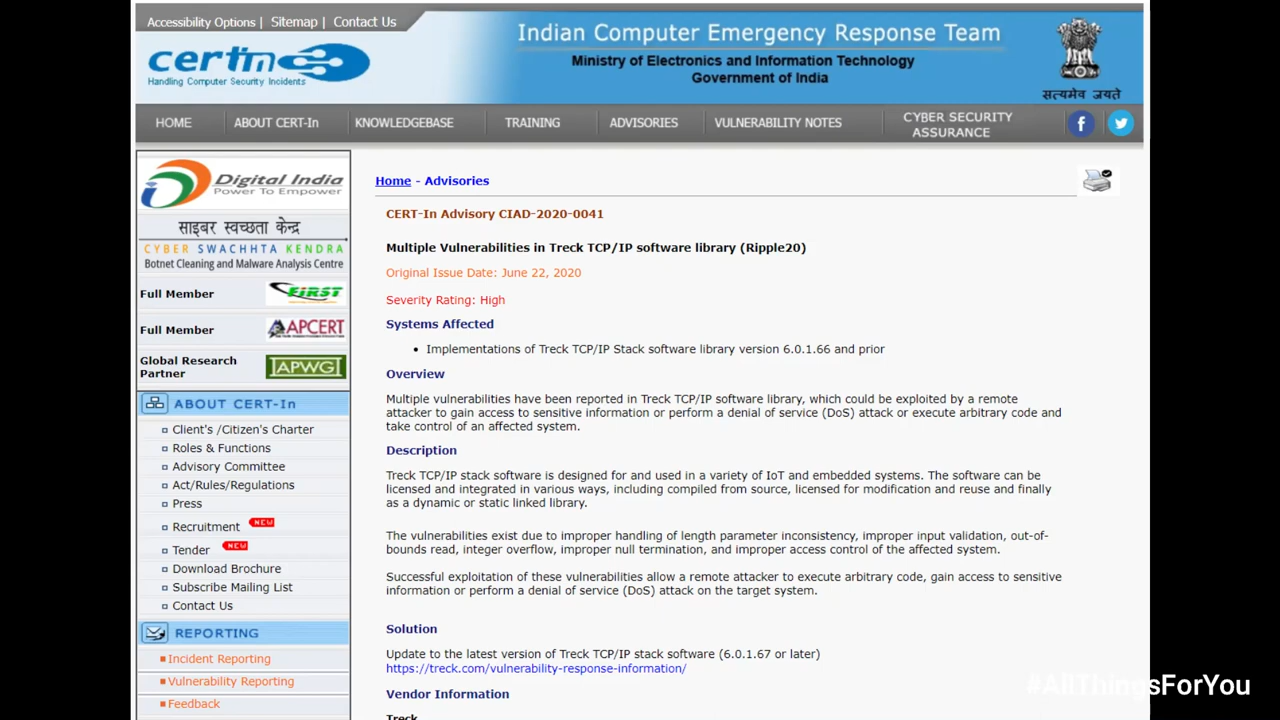 Accessibility Options | Sitemap | Contact Us
certin
Handling Computer Security Incidents
Indian Computer Emergency Response Team
Ministry of Electronics and Information Technology
Government of India
सत्यमेव जयते
HOME ABOUT CERT-In KNOWLEDGEBASE TRAINING ADVISORIES VULNERABILITY NOTES CYBER SECURITY ASSURANCE
Digital India
Power To Empower
साइबर स्वच्छता केन्द्र
CYBER SWACHHTA KENDRA
Botnet Cleaning and Malware Analysis Centre
Full Member FIRST
Full Member APCERT
Global Research Partner APWG
ABOUT CERT-In
Client's /Citizen's Charter
Roles & Functions
Advisory Committee
Act/Rules/Regulations
Press
Recruitment NEW
Tender NEW
Download Brochure
Subscribe Mailing List
Contact Us
REPORTING
Incident Reporting
Vulnerability Reporting
Feedback
Home - Advisories
CERT-In Advisory CIAD-2020-0041
Multiple Vulnerabilities in Treck TCP/IP software library (Ripple20)
Original Issue Date: June 22, 2020
Severity Rating: High
Systems Affected
• Implementations of Treck TCP/IP Stack software library version 6.0.1.66 and prior
Overview
Multiple vulnerabilities have been reported in Treck TCP/IP software library, which could be exploited by a remote
attacker to gain access to sensitive information or perform a denial of service (DoS) attack or execute arbitrary code and
take control of an affected system.
Description
Treck TCP/IP stack software is designed for and used in a variety of IoT and embedded systems. The software can be
licensed and integrated in various ways, including compiled from source, licensed for modification and reuse and finally
as a dynamic or static linked library.
The vulnerabilities exist due to improper handling of length parameter inconsistency, improper input validation, out-of-
bounds read, integer overflow, improper null termination, and improper access control of the affected system.
Successful exploitation of these vulnerabilities allow a remote attacker to execute arbitrary code, gain access to sensitive
information or perform a denial of service (DoS) attack on the target system.
Solution
Update to the latest version of Treck TCP/IP stack software (6.0.1.67 or later)
https://treck.com/vulnerability-response-information/
Vendor Information
Treck
#AllThingsForYou